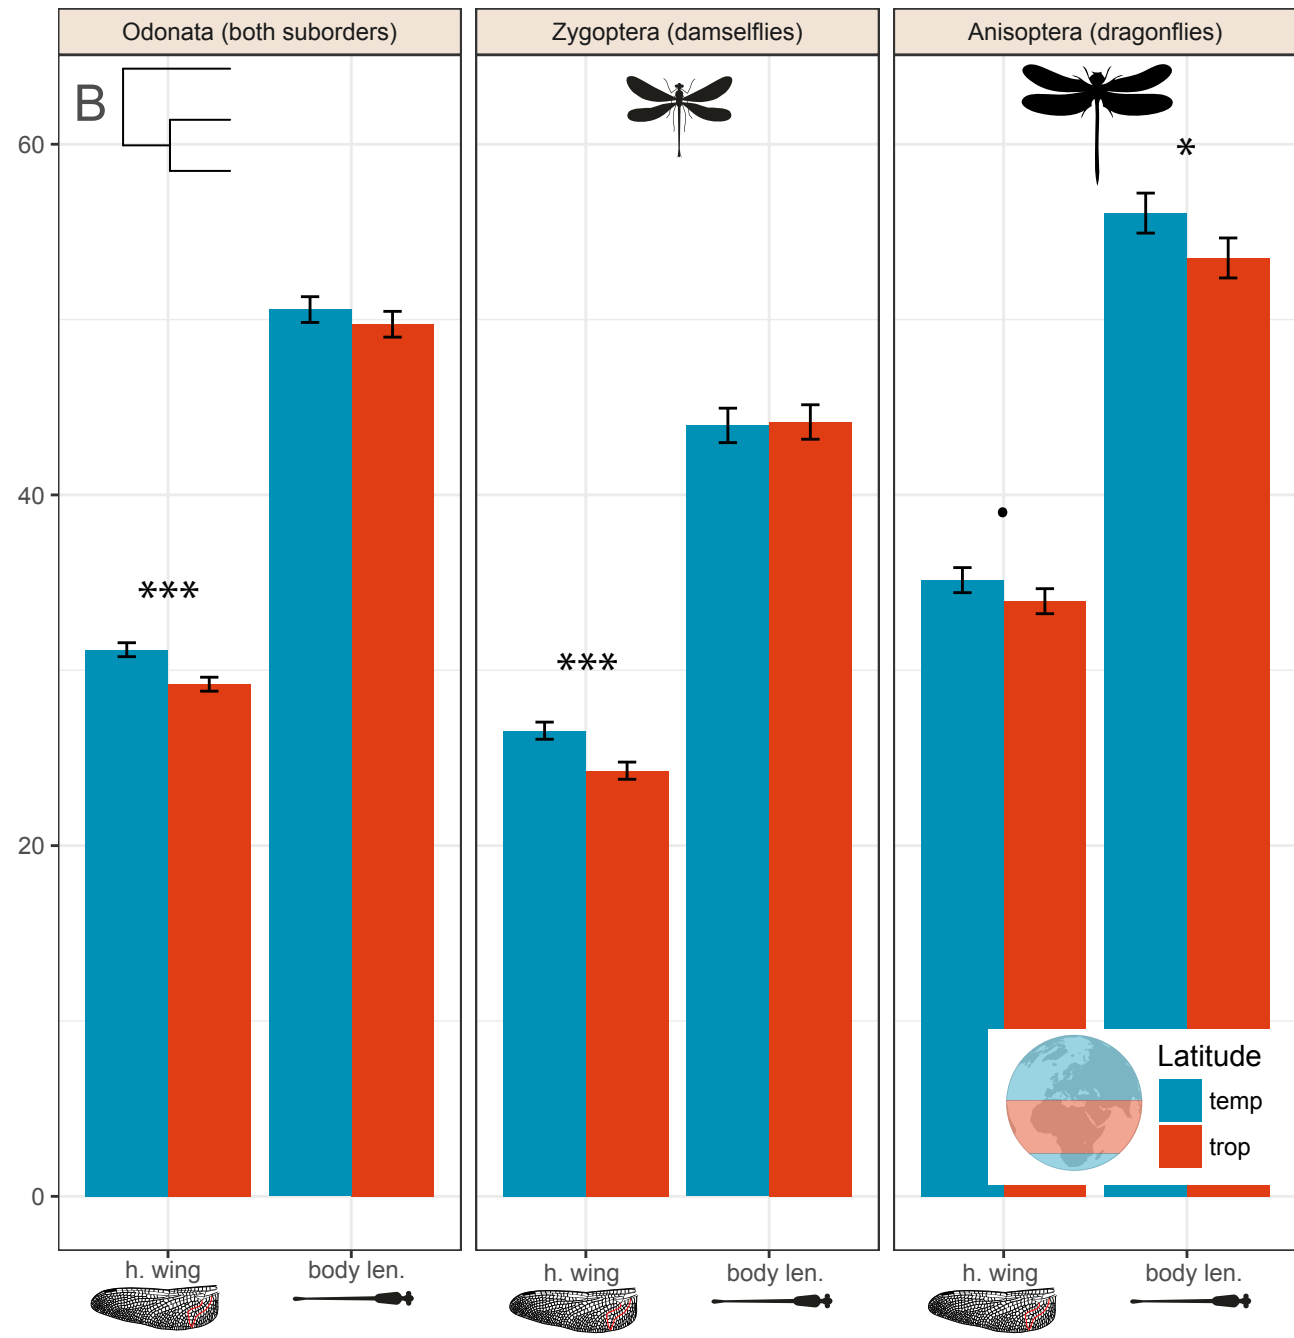 Odonata (both suborders)
Zygoptera (damselflies)
Anisoptera (dragonflies)
B
60
40
20
0
***
***
•
*
Latitude
temp
trop
h. wing
body len.
h. wing
body len.
h. wing
body len.